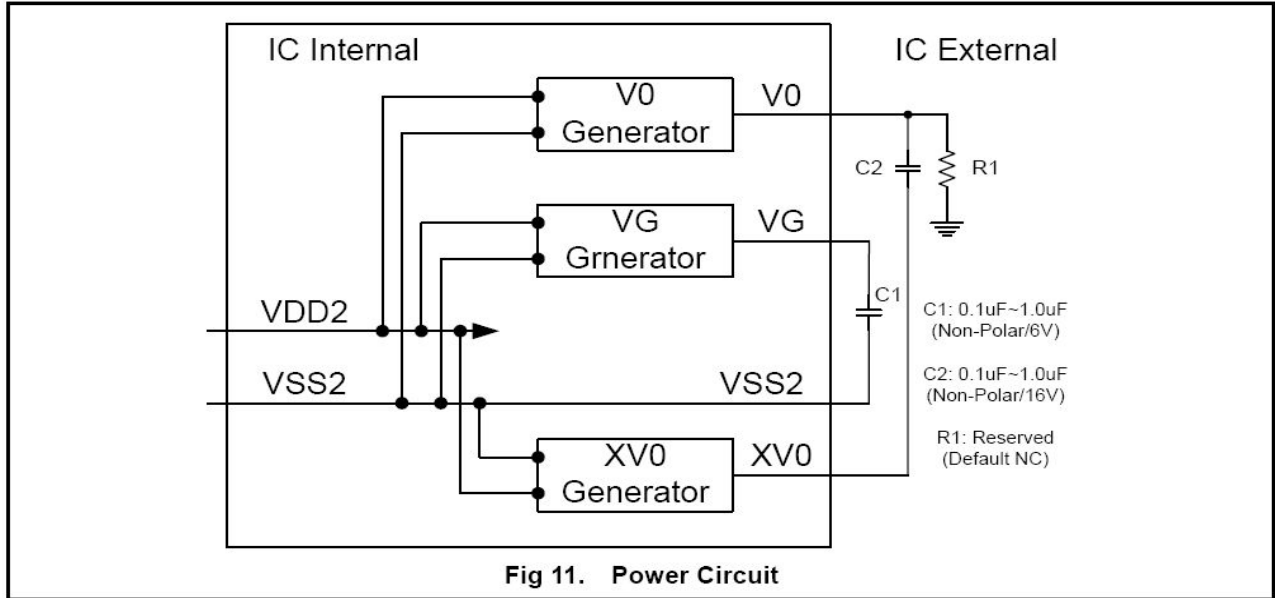 IC Internal
IC External
V0
Generator
V0
C2
R1
VG
Grnerator
VG
C1
VDD2
C1: 0.1uF~1.0uF
(Non-Polar/6V)
VSS2
VSS2
C2: 0.1uF~1.0uF
(Non-Polar/16V)
XV0
Generator
XV0
R1: Reserved
(Default NC)
Fig 11. Power Circuit